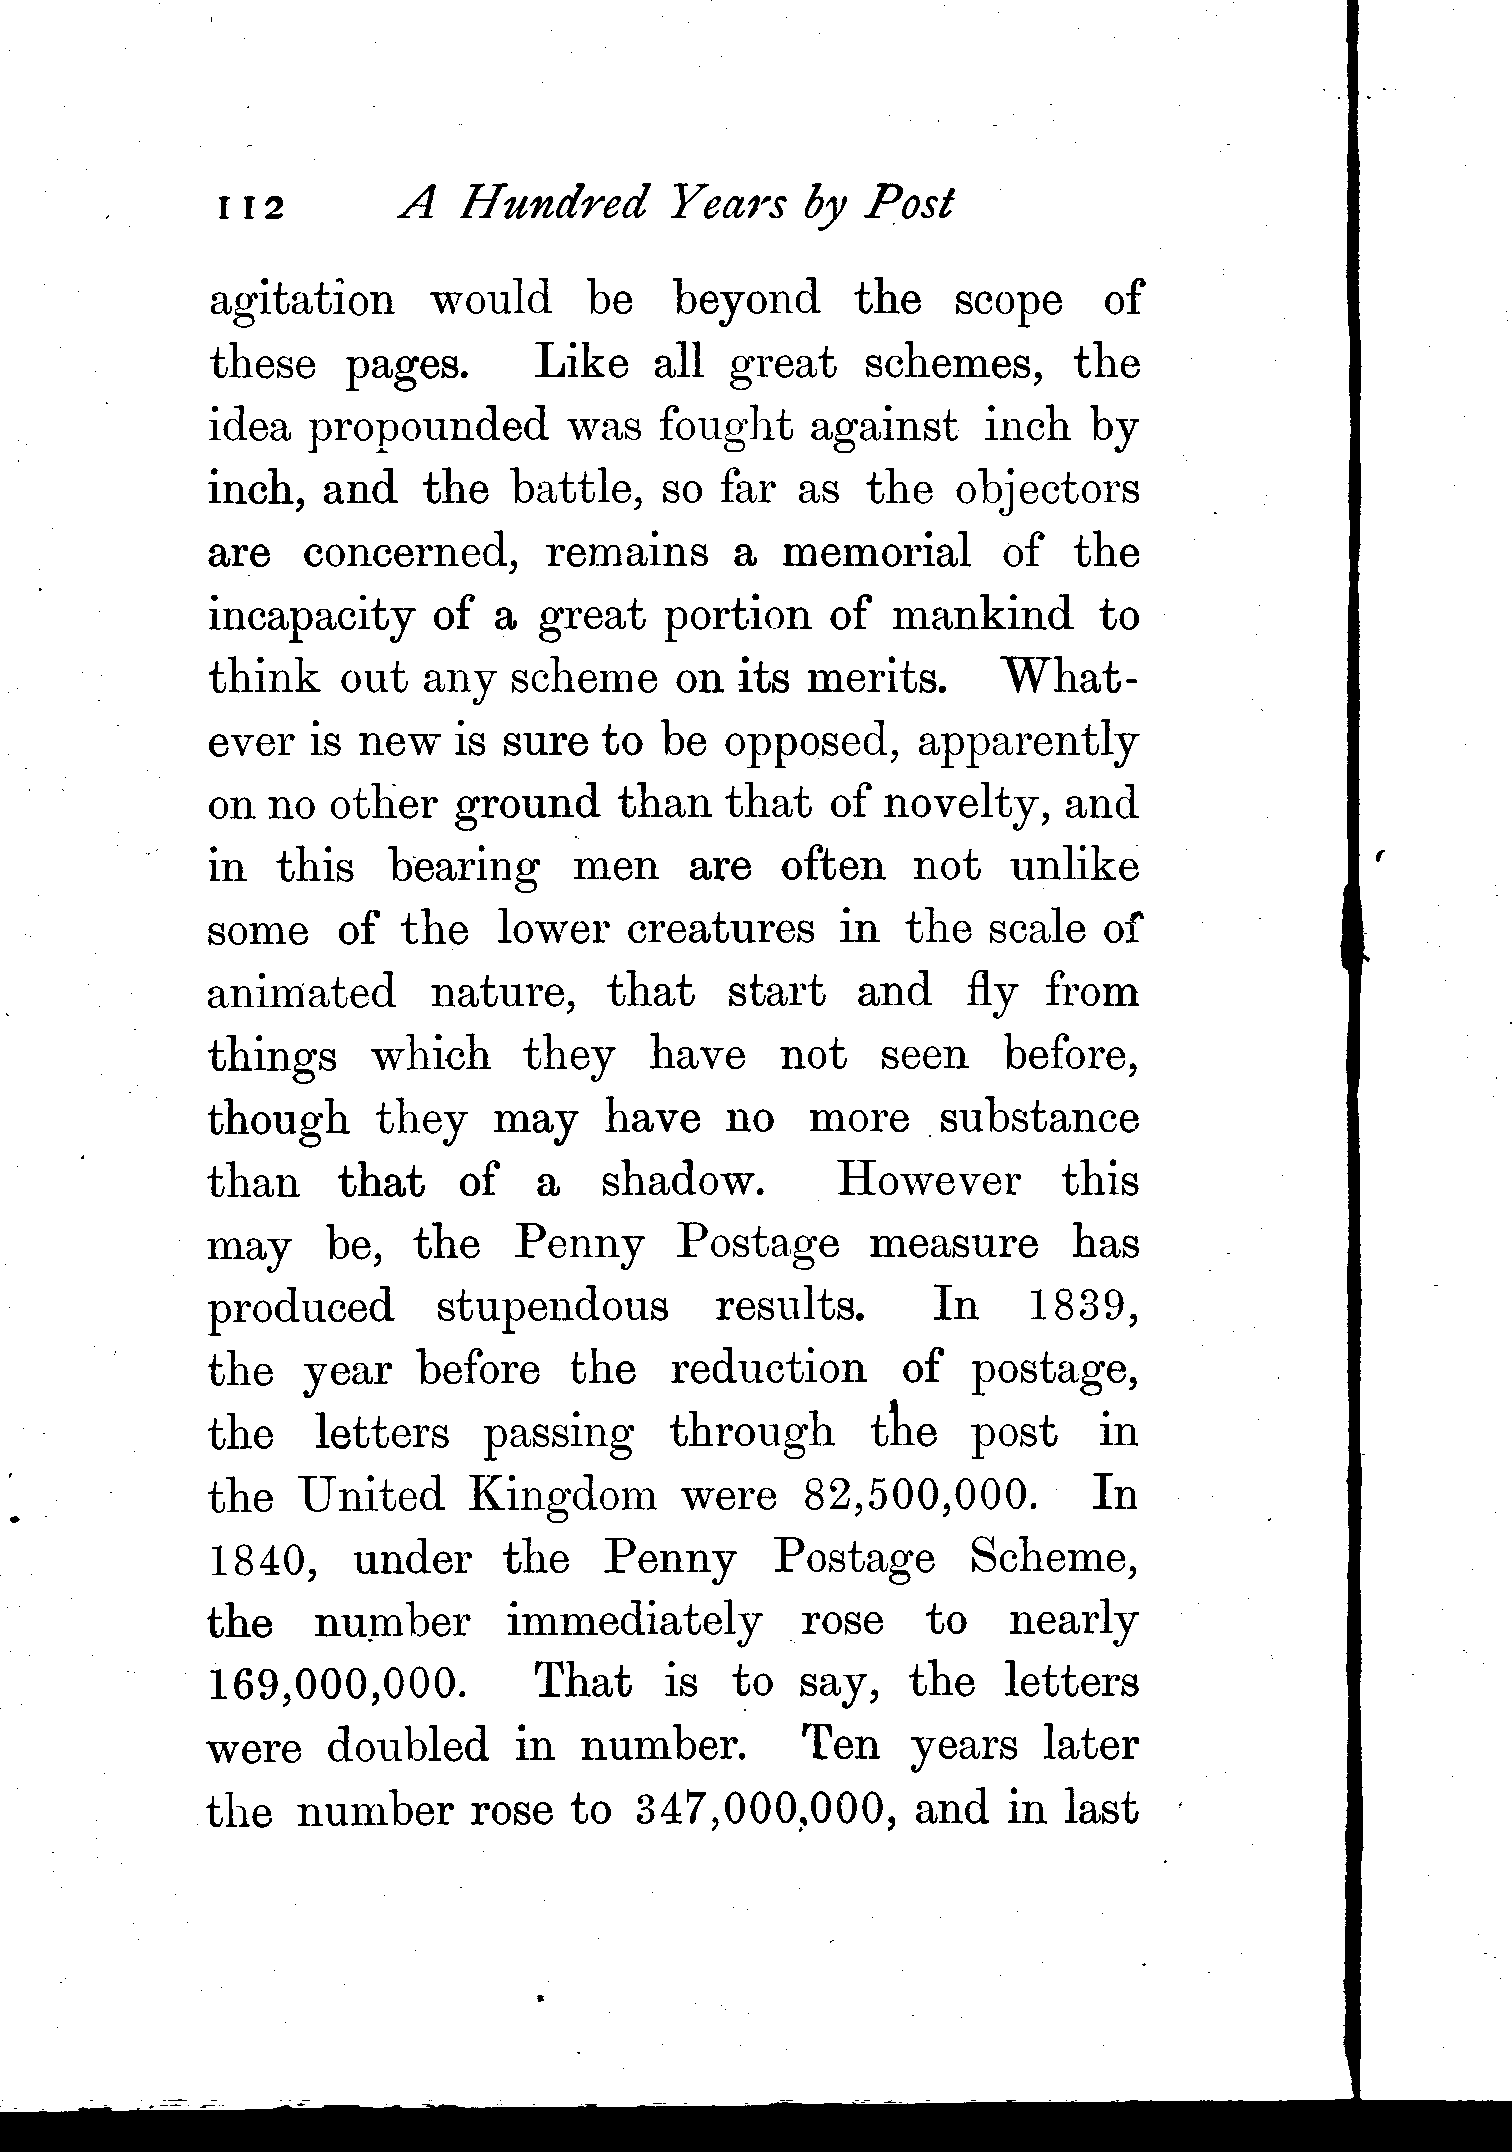 112 A Hundred Years by Post
agitation would be beyond the scope of
these pages. Like all great schemes, the
idea propounded was fought against inch by
inch, and the battle, so far as the objectors
are concerned, remains a memorial of the
incapacity of a great portion of mankind to
think out any scheme on its merits. What-
ever is new is sure to be opposed, apparently
on no other ground than that of novelty, and
in this bearing men are often not unlike
some of the lower creatures in the scale of
animated nature, that start and fly from
things which they have not seen before,
though they may have no more substance
than that of a shadow. However this
may be, the Penny Postage measure has
produced stupendous results. In 1839,
the year before the reduction of postage,
the letters passing through the post in
the United Kingdom were 82,500,000. In
1840, under the Penny Postage Scheme,
the number immediately rose to nearly
169,000,000. That is to say, the letters
were doubled in number. Ten years later
the number rose to 347,000,000, and in last